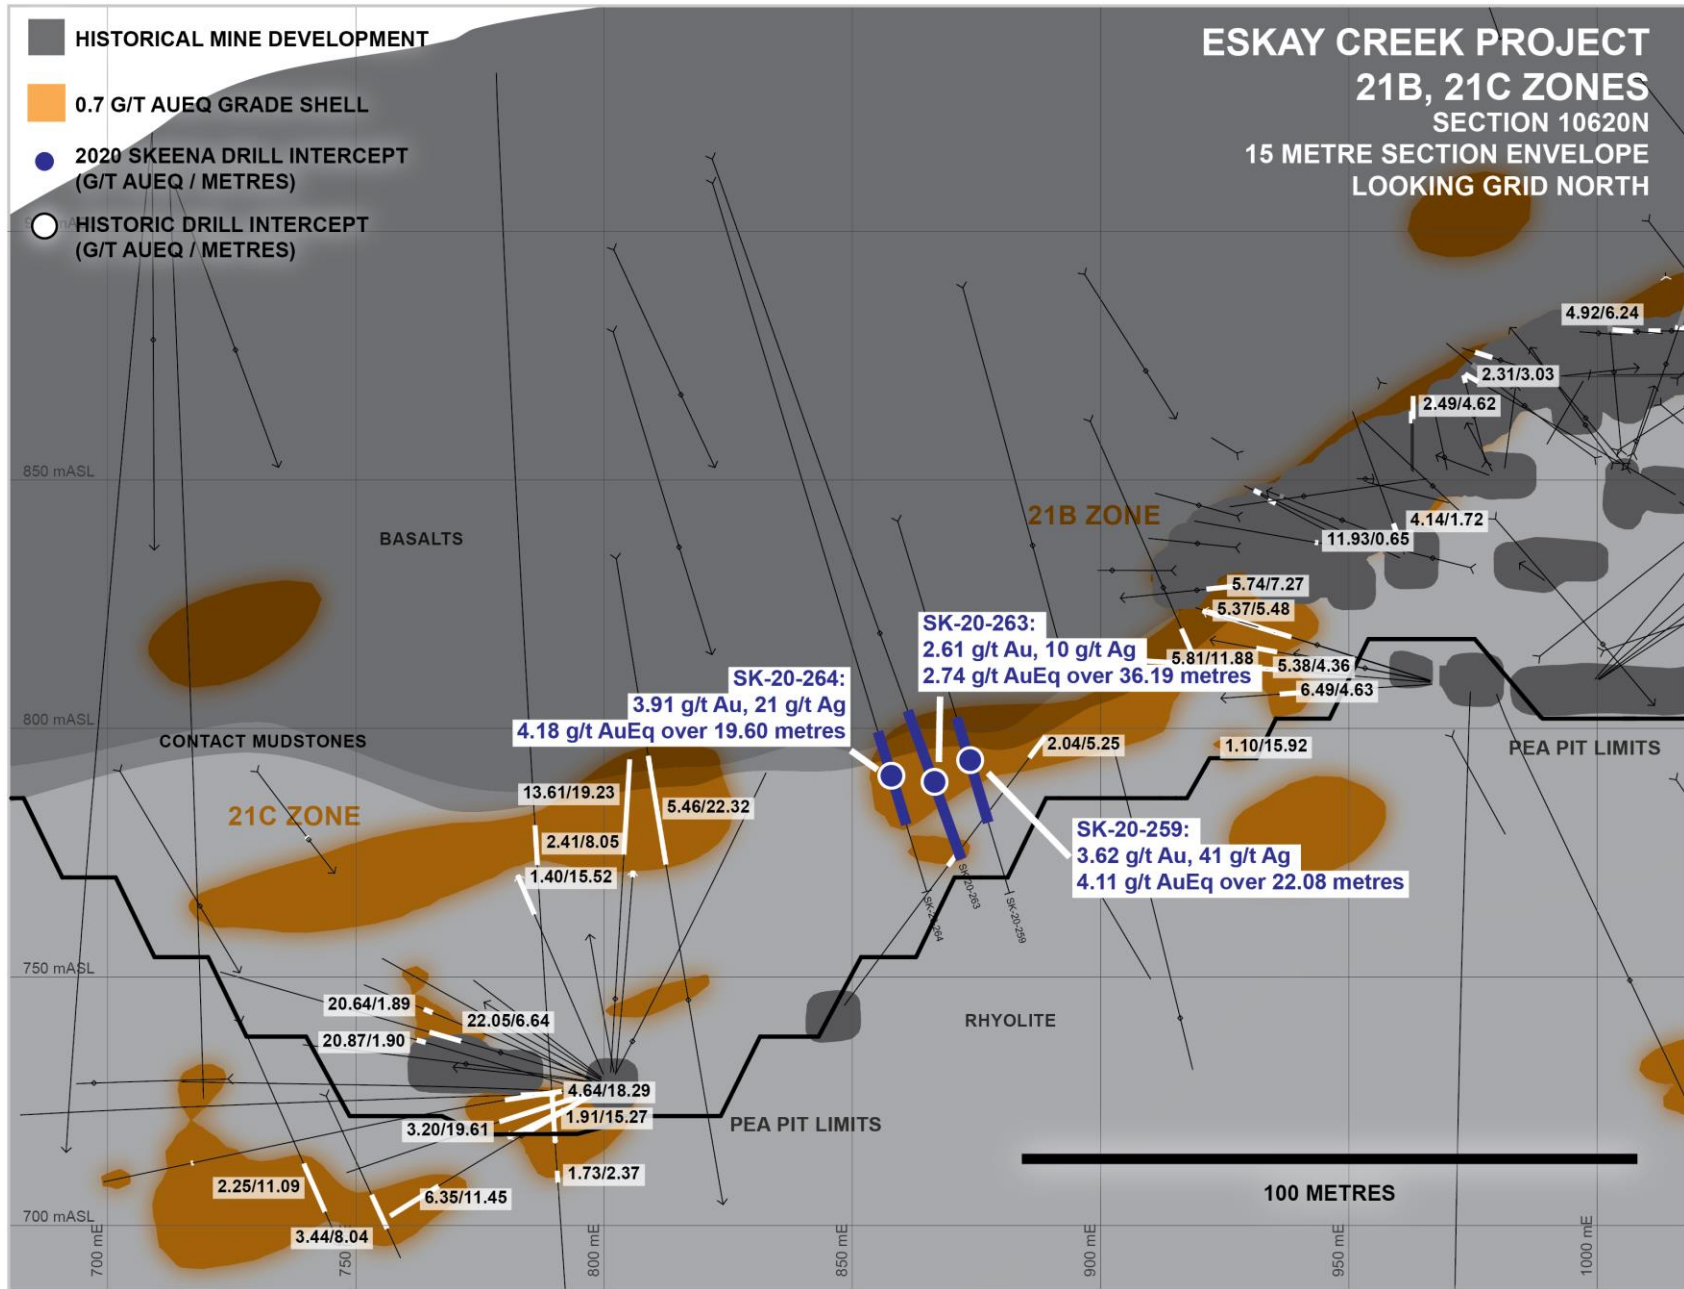 HISTORICAL MINE DEVELOPMENT
0.7 G/T AUEQ GRADE SHELL
2020 SKEENA DRILL INTERCEPT
(G/T AUEQ / METRES)
HISTORIC DRILL INTERCEPT
(G/T AUEQ / METRES)
ESKAY CREEK PROJECT
21B, 21C ZONES
SECTION 10620N
15 METRE SECTION ENVELOPE
LOOKING GRID NORTH
mASL
4.92/6.24
2.31/3.03
2.49/4.62
850 mASL
21B ZONE
4.14/1.72
11.93/0.65
BASALTS
5.74/7.27
5.37/5.48
SK-20-263:
2.61 g/t Au, 10 g/t Ag
2.74 g/t AuEq over 36.19 metres
5.81/11.88
5.38/4.36
6.49/4.63
SK-20-264:
3.91 g/t Au, 21 g/t Ag
4.18 g/t AuEq over 19.60 metres
800 mASL
CONTACT MUDSTONES
2.04/5.25
1.10/15.92
PEA PIT LIMITS
21C ZONE
13.61/19.23
5.46/22.32
2.41/8.05
1.40/15.52
SK-20-259:
3.62 g/t Au, 41 g/t Ag
4.11 g/t AuEq over 22.08 metres
SK-20-264
SK-20-263
SK-20-259
750 mASL
20.64/1.89
22.05/6.64
20.87/1.90
RHYOLITE
4.64/18.29
1.91/15.27
3.20/19.61
PEA PIT LIMITS
1.73/2.37
2.25/11.09
6.35/11.45
3.44/8.04
100 METRES
700 mASL
700 mE
750
800 mE
850 mE
900 mE
950 mE
1000 mE